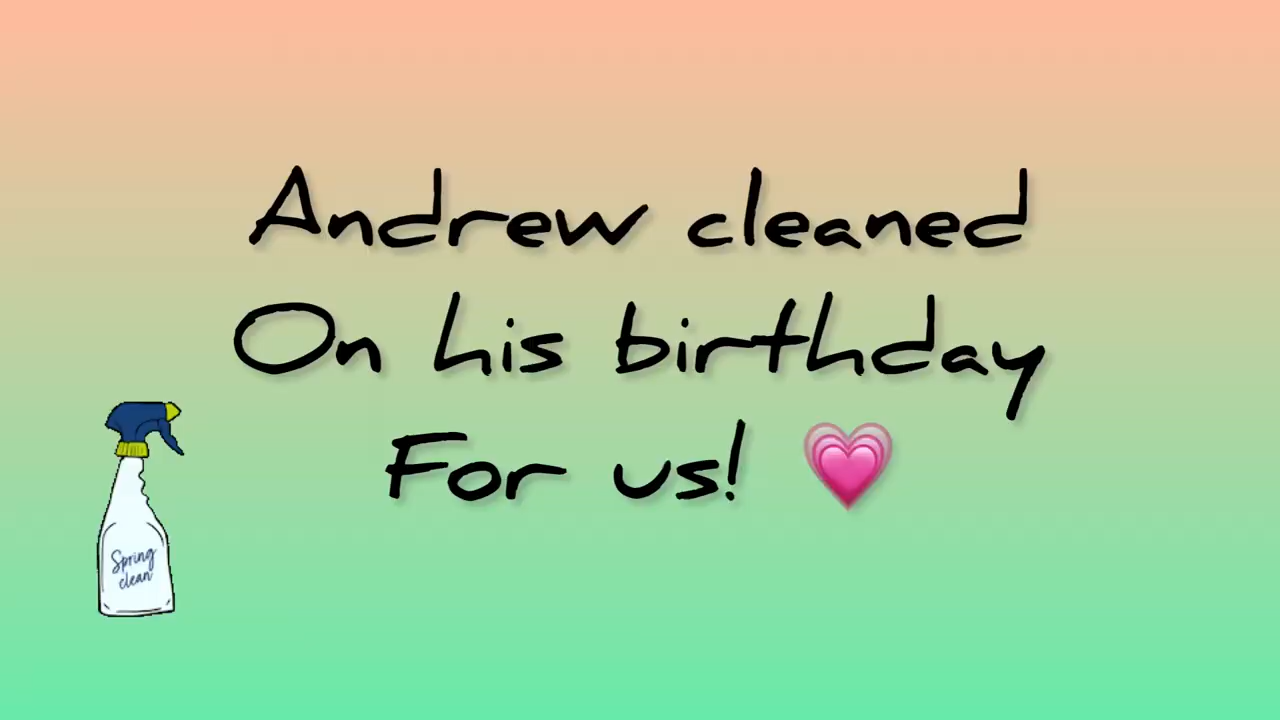 Andrew cleaned
On his birthday
For us! 💗
Spring
clean